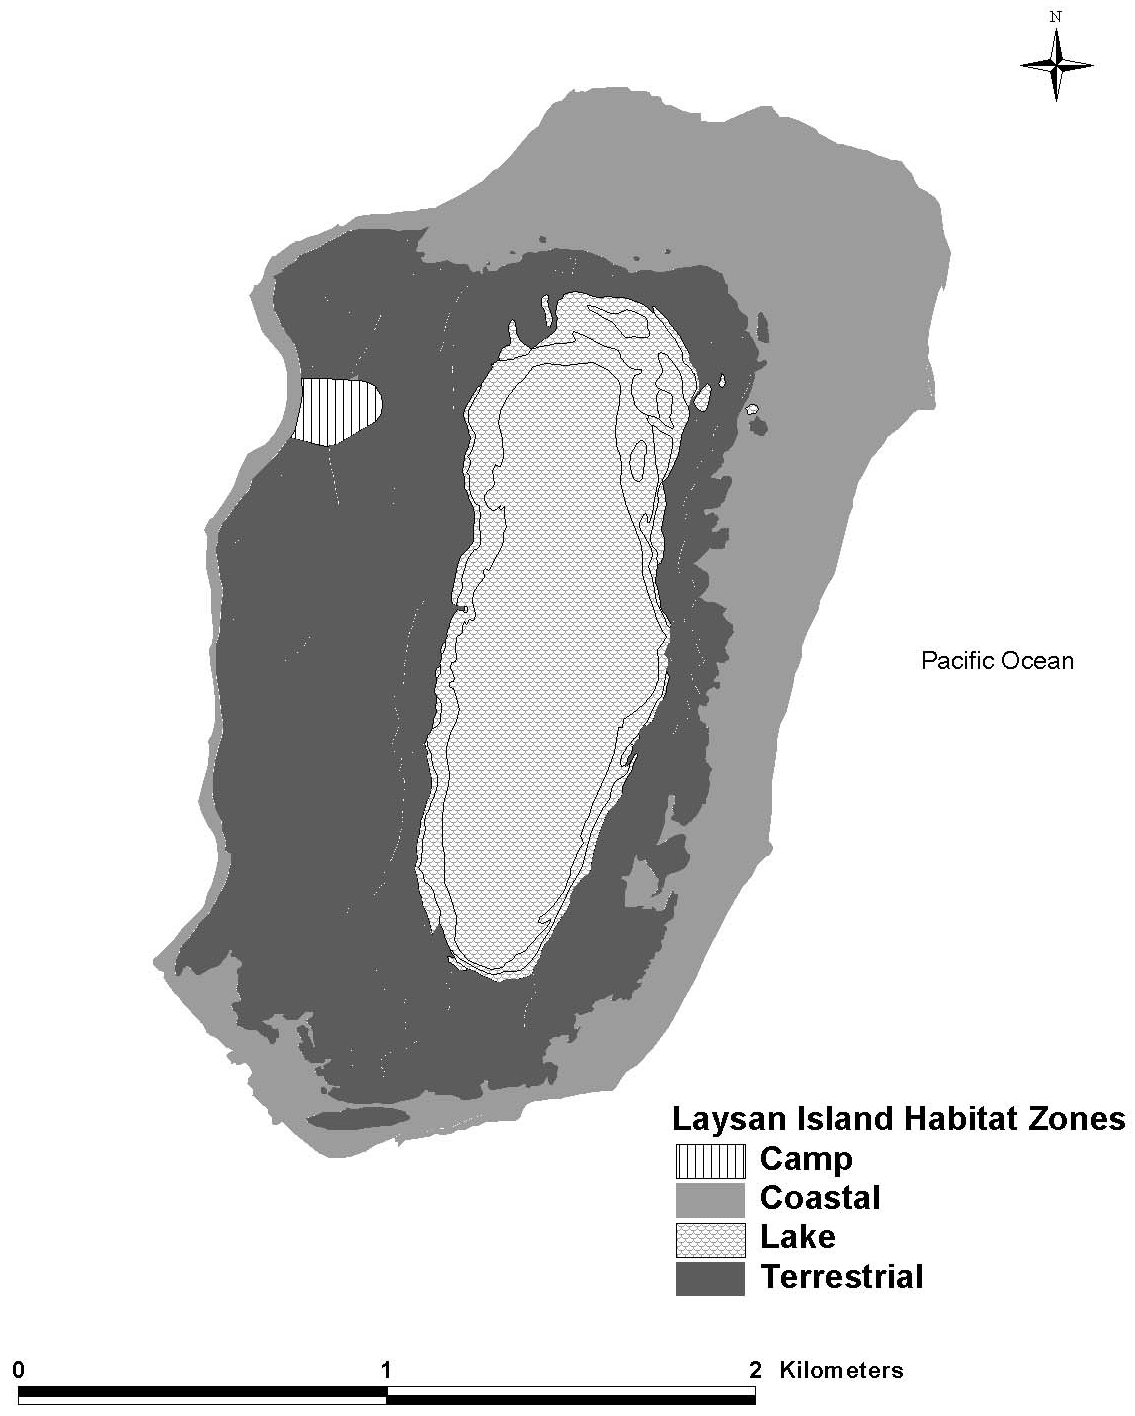 N
Pacific Ocean
Laysan Island Habitat Zones
Camp
Coastal
Lake
Terrestrial
0 1 2 Kilometers